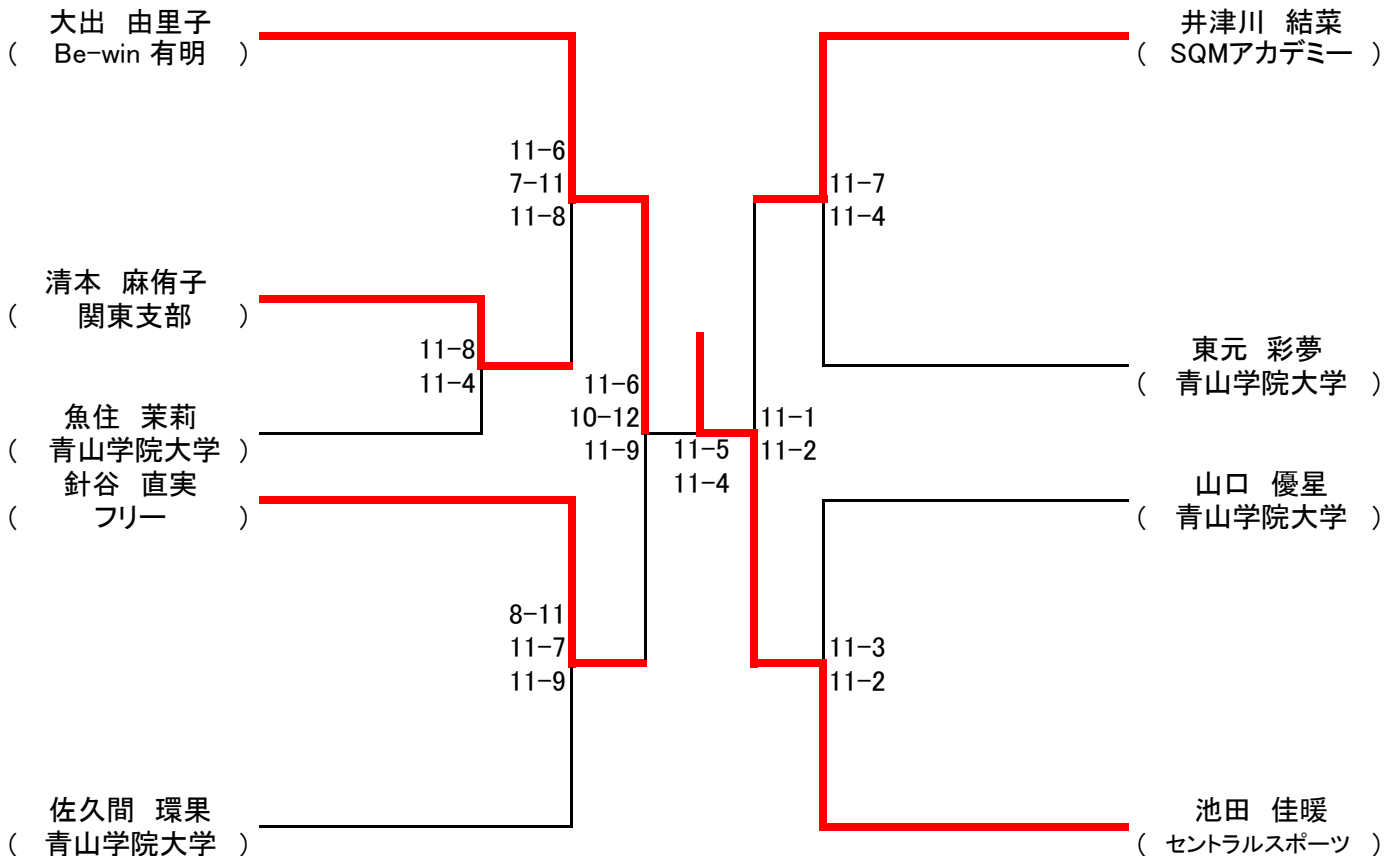 大出 由里子
( Be-win 有明 )
井津川 結菜
( SQMアカデミー )
11-6
7-11
11-8
11-7
11-4
清本 麻侑子
( 関東支部 )
11-8
11-4
魚住 茉莉
( 青山学院大学 )
11-6
10-12
11-9
11-5
11-4
11-1
11-2
東元 彩夢
( 青山学院大学 )
針谷 直実
( フリー )
山口 優星
( 青山学院大学 )
8-11
11-7
11-9
11-3
11-2
佐久間 環果
( 青山学院大学 )
池田 佳暖
( セントラルスポーツ )